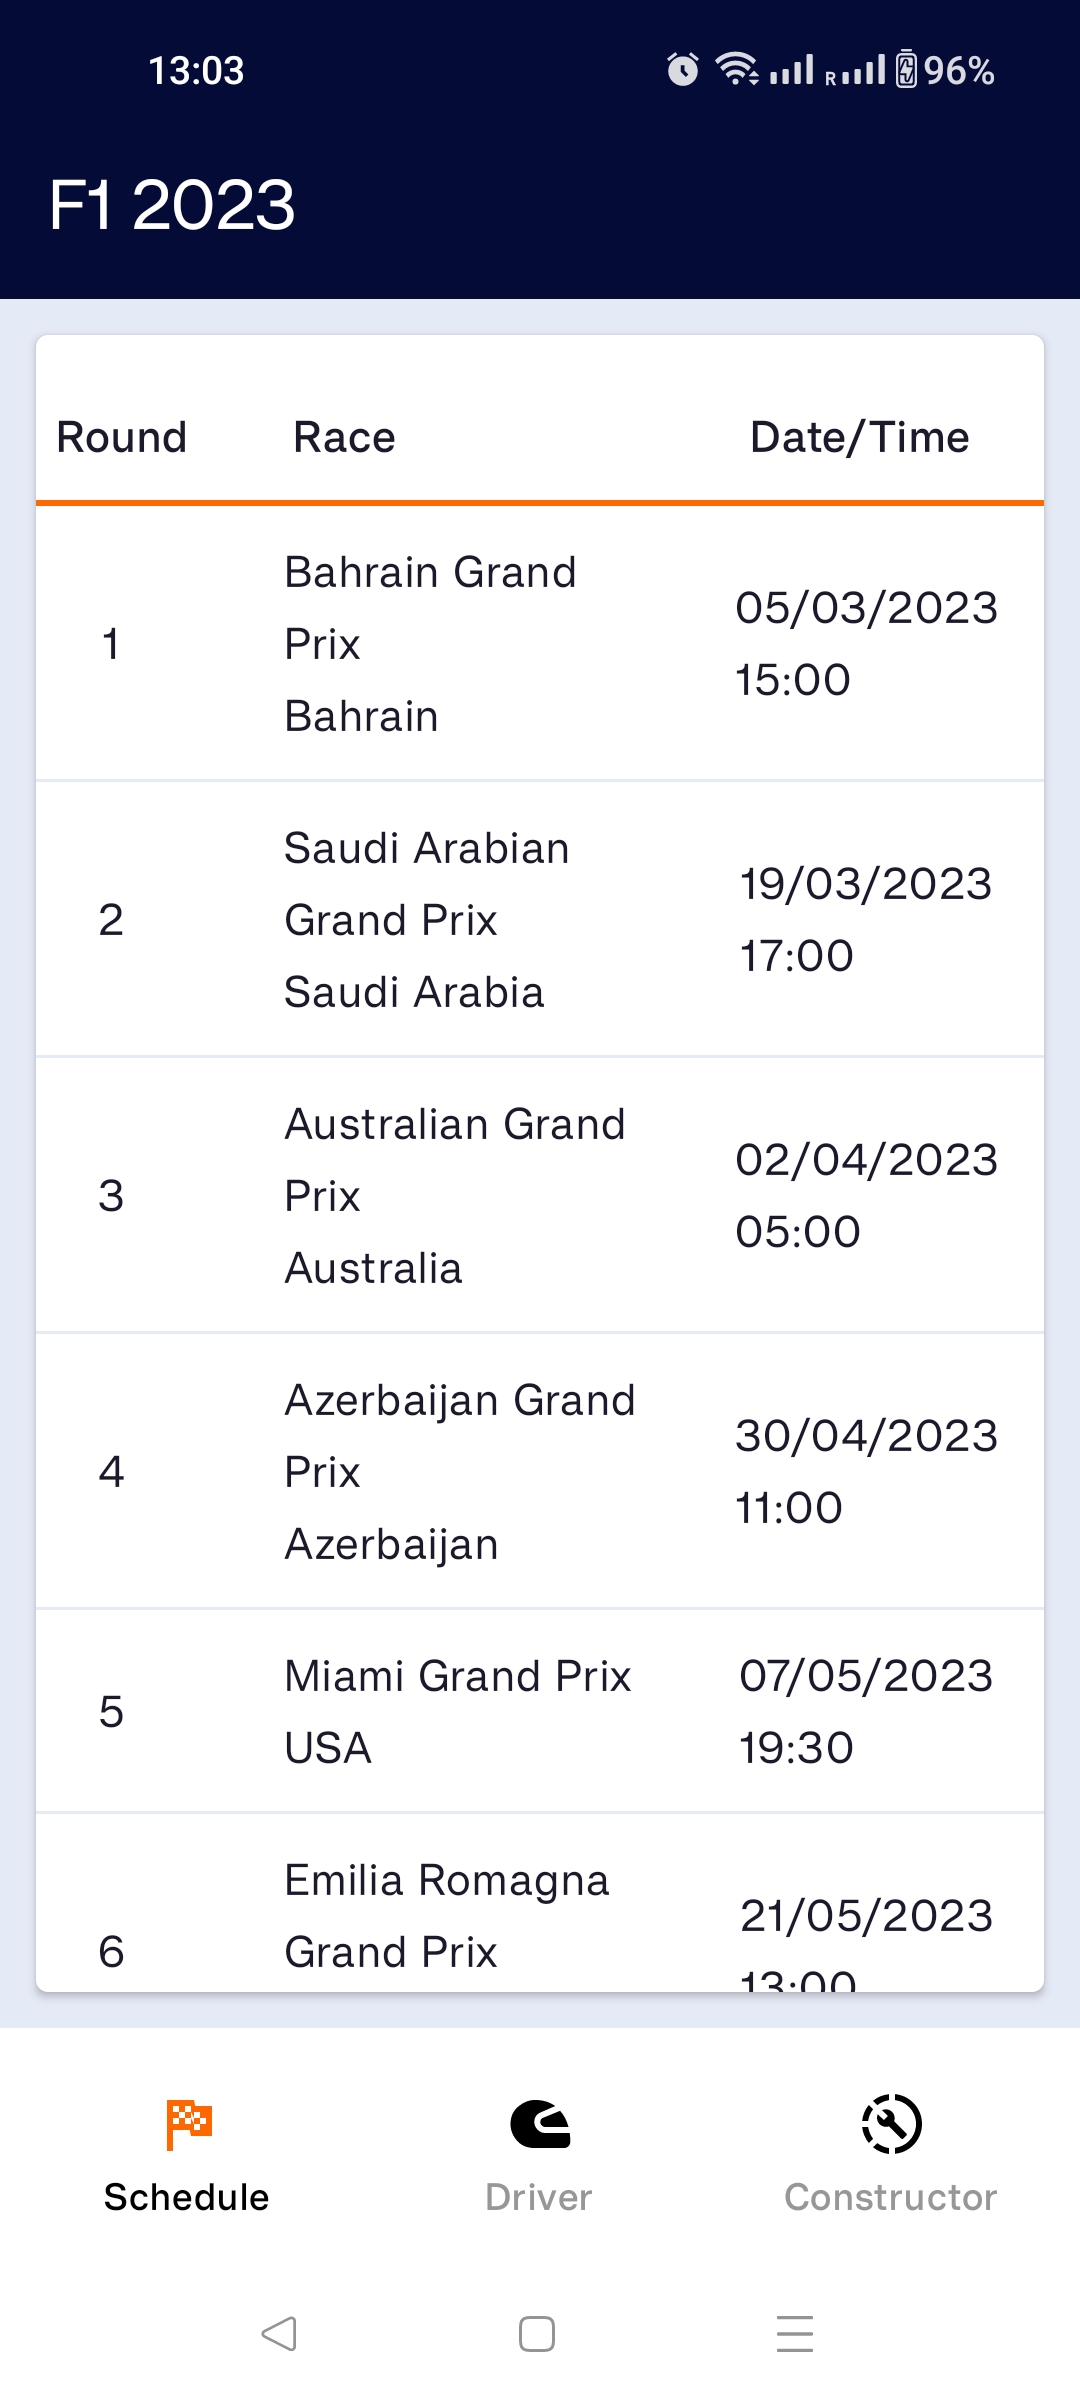 13:03
R
96%
F1 2023
Round Race Date/Time
1
Bahrain Grand
Prix
Bahrain
05/03/2023
15:00
2
Saudi Arabian
Grand Prix
Saudi Arabia
19/03/2023
17:00
3
Australian Grand
Prix
Australia
02/04/2023
05:00
4
Azerbaijan Grand
Prix
Azerbaijan
30/04/2023
11:00
5
Miami Grand Prix
USA
07/05/2023
19:30
6
Emilia Romagna
Grand Prix
21/05/2023
13:00
Schedule Driver Constructor